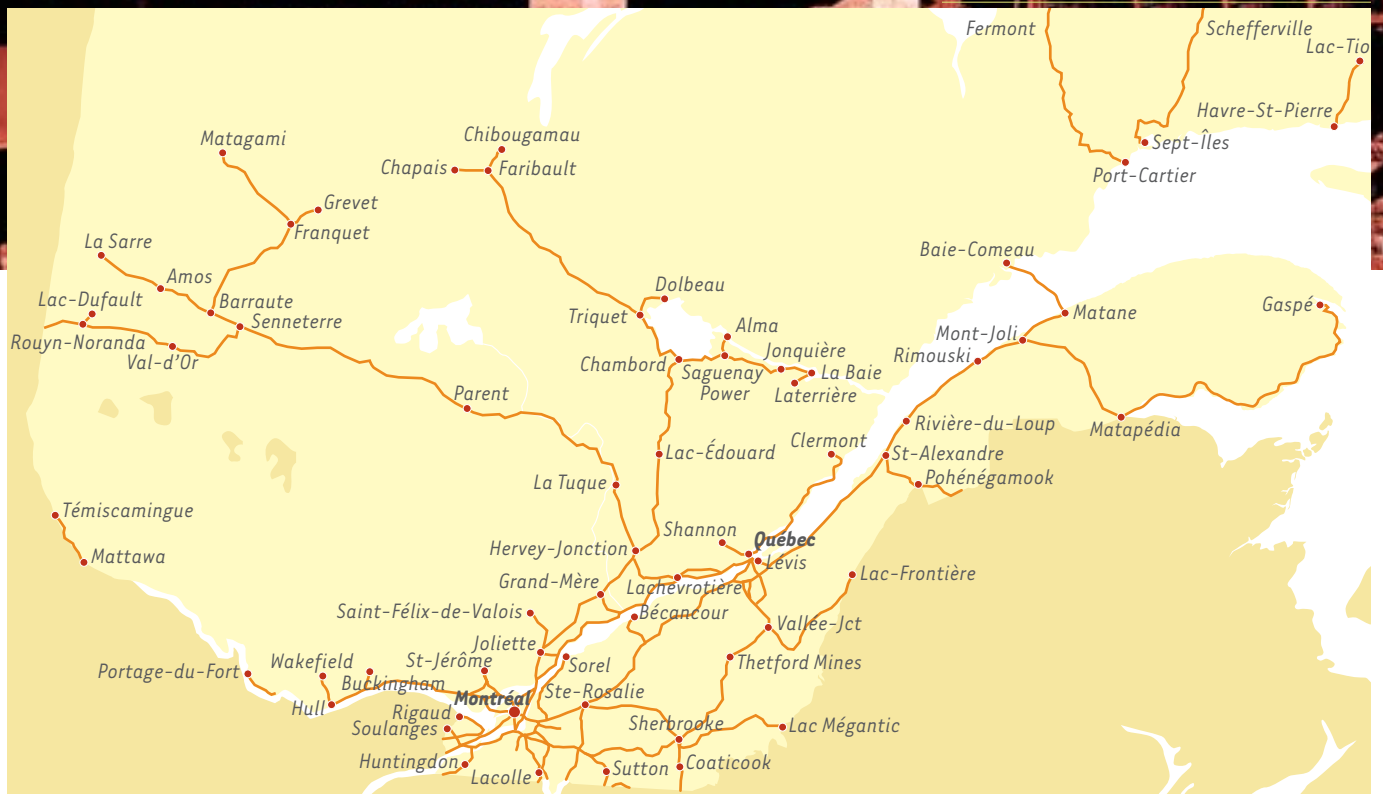 Fermont
Schefferville
Lac-Tio
Havre-St-Pierre
Sept-Îles
Port-Cartier
Matagami
Chibougamau
Chapais
Faribault
Grevet
Franquet
La Sarre
Amos
Baie-Comeau
Lac-Dufault
Barraute
Senneterre
Dolbeau
Gaspé
Triquet
Matane
Rouyn-Noranda
Val-d'Or
Alma
Mont-Joli
Chambord
Saguenay
Power
Jonquière
La Baie
Laterrière
Rimouski
Parent
Rivière-du-Loup
Matapédia
Lac-Édouard
Clermont
St-Alexandre
Pohénégamook
La Tuque
Témiscamingue
Mattawa
Shannon
Québec
Lévis
Hervey-Jonction
Grand-Mère
Lachevrotière
Lac-Frontière
Saint-Félix-de-Valois
Bécancour
Vallée-Jct
Joliette
Portage-du-Fort
Wakefield
Buckingham
St-Jérôme
Sorel
Thetford Mines
Hull
Montréal
Ste-Rosalie
Rigaud
Soulanges
Sherbrooke
Lac Mégantic
Huntingdon
Lacolle
Sutton
Coaticook